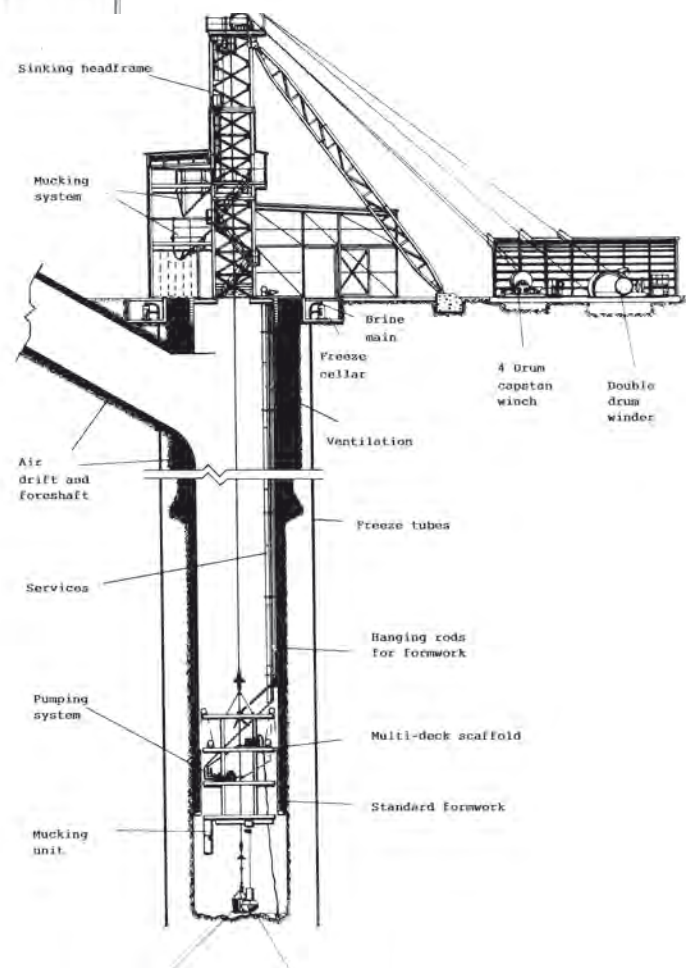 Sinking headframe
Mucking
system
Brine
main
Freeze
cellar
4 Drum
capstan
winch
Double
drum
winder
Ventilation
Air
drift and
foreshaft
Freeze tubes
Services
Hanging rods
for formwork
Pumping
system
Multi-deck scaffold
Standard formwork
Mucking
unit